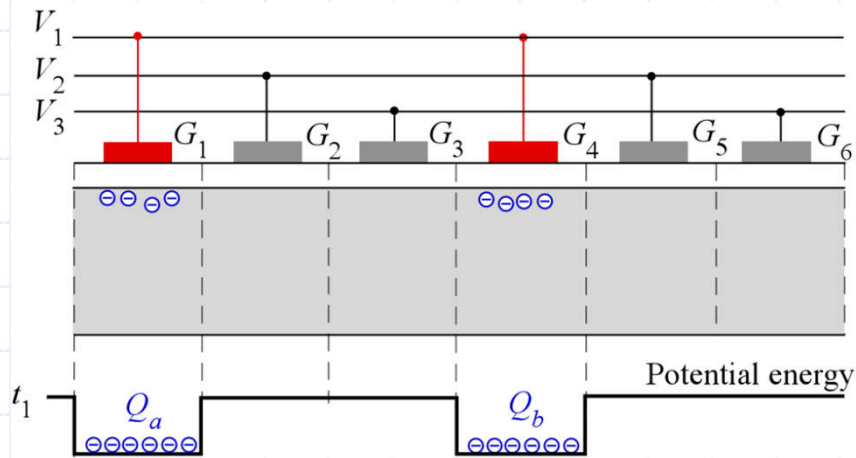 V1
V2
V3
G1 G2 G3 G4 G5 G6
Potential energy
t1 Qa Qb